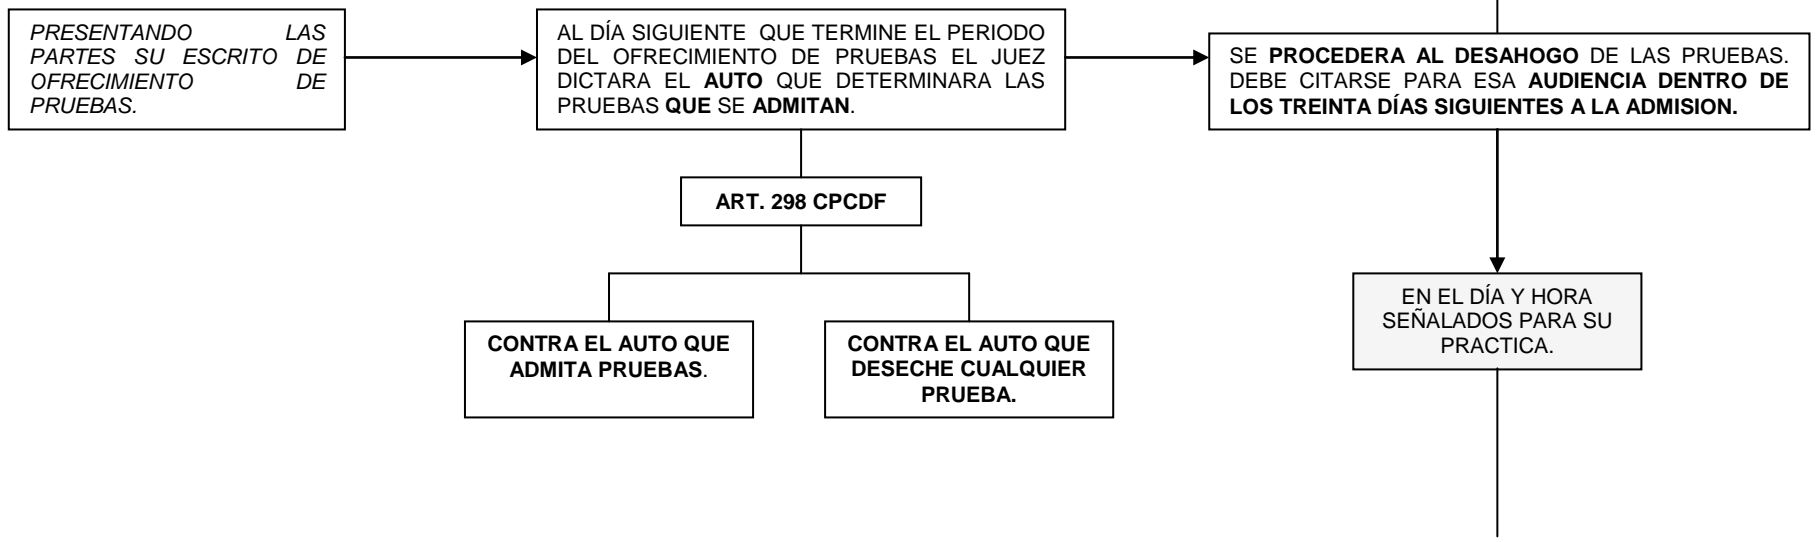 PRESENTANDO LAS
PARTES SU ESCRITO DE
OFRECIMIENTO DE
PRUEBAS.
AL DÍA SIGUIENTE QUE TERMINE EL PERIODO
DEL OFRECIMIENTO DE PRUEBAS EL JUEZ
DICTARA EL AUTO QUE DETERMINARA LAS
PRUEBAS QUE SE ADMITAN.
SE PROCEDERA AL DESAHOGO DE LAS PRUEBAS.
DEBE CITARSE PARA ESA AUDIENCIA DENTRO DE
LOS TREINTA DÍAS SIGUIENTES A LA ADMISION.
ART. 298 CPCDF
CONTRA EL AUTO QUE
ADMITA PRUEBAS.
CONTRA EL AUTO QUE
DESECHE CUALQUIER
PRUEBA.
EN EL DÍA Y HORA
SEÑALADOS PARA SU
PRACTICA.